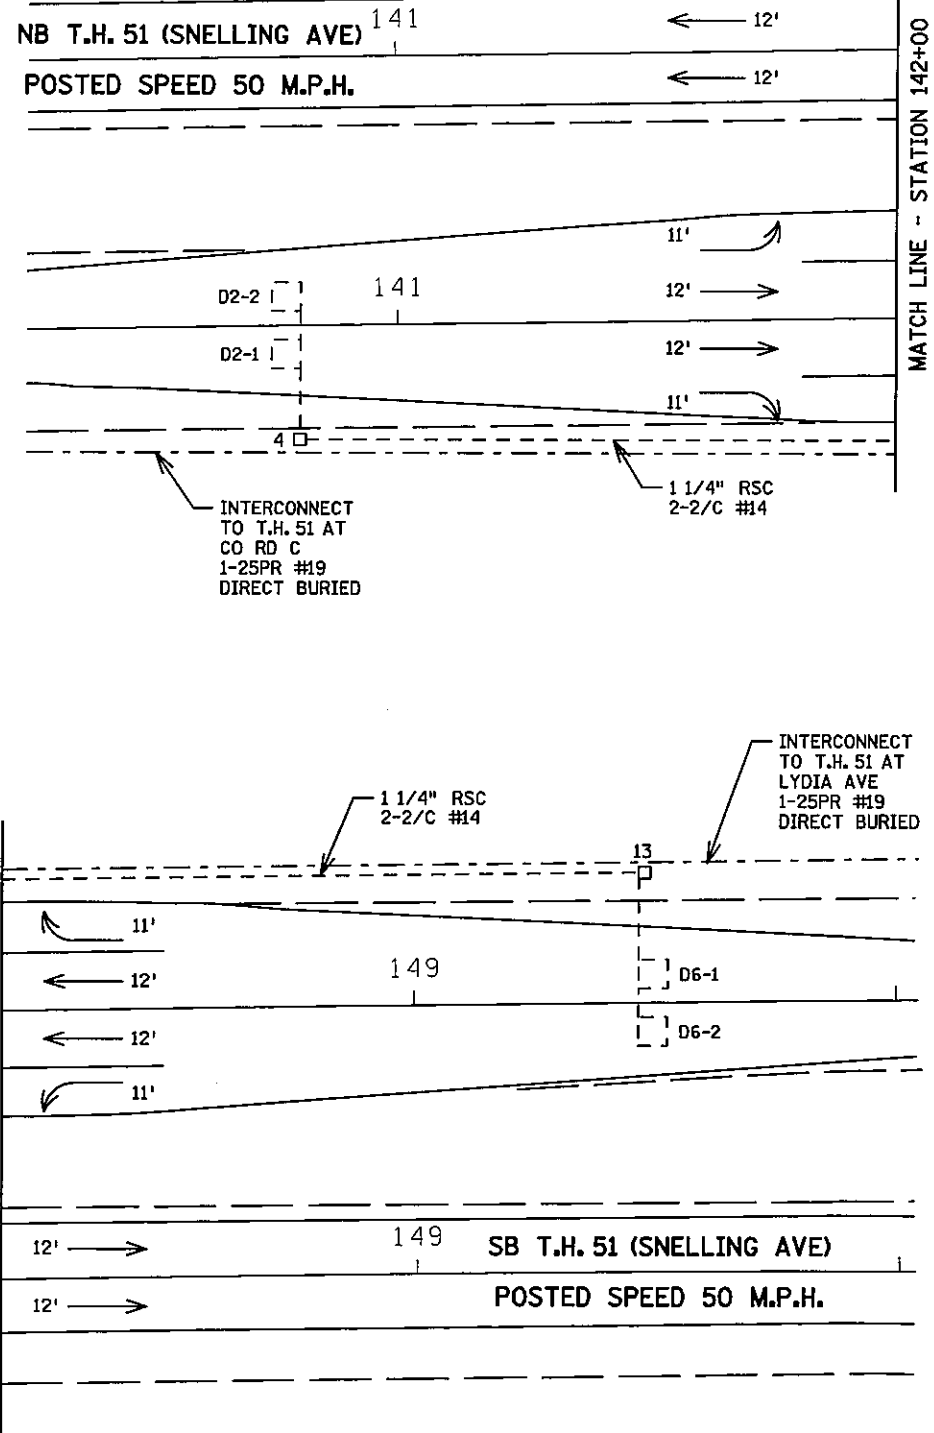 141
12'
NB T.H. 51 (SNELLING AVE)
12'
POSTED SPEED 50 M.P.H.
MATCH LINE - STATION 142+00
11'
D2-2
141
12'
D2-1
12'
11'
4
1 1/4" RSC
2-2/C #14
INTERCONNECT
TO T.H. 51 AT
CO RD C
1-25PR #19
DIRECT BURIED
INTERCONNECT
TO T.H. 51 AT
LYDIA AVE
1-25PR #19
DIRECT BURIED
1 1/4" RSC
2-2/C #14
13
11'
149
D6-1
12'
12'
D6-2
11'
149
12'
SB T.H. 51 (SNELLING AVE)
12'
POSTED SPEED 50 M.P.H.